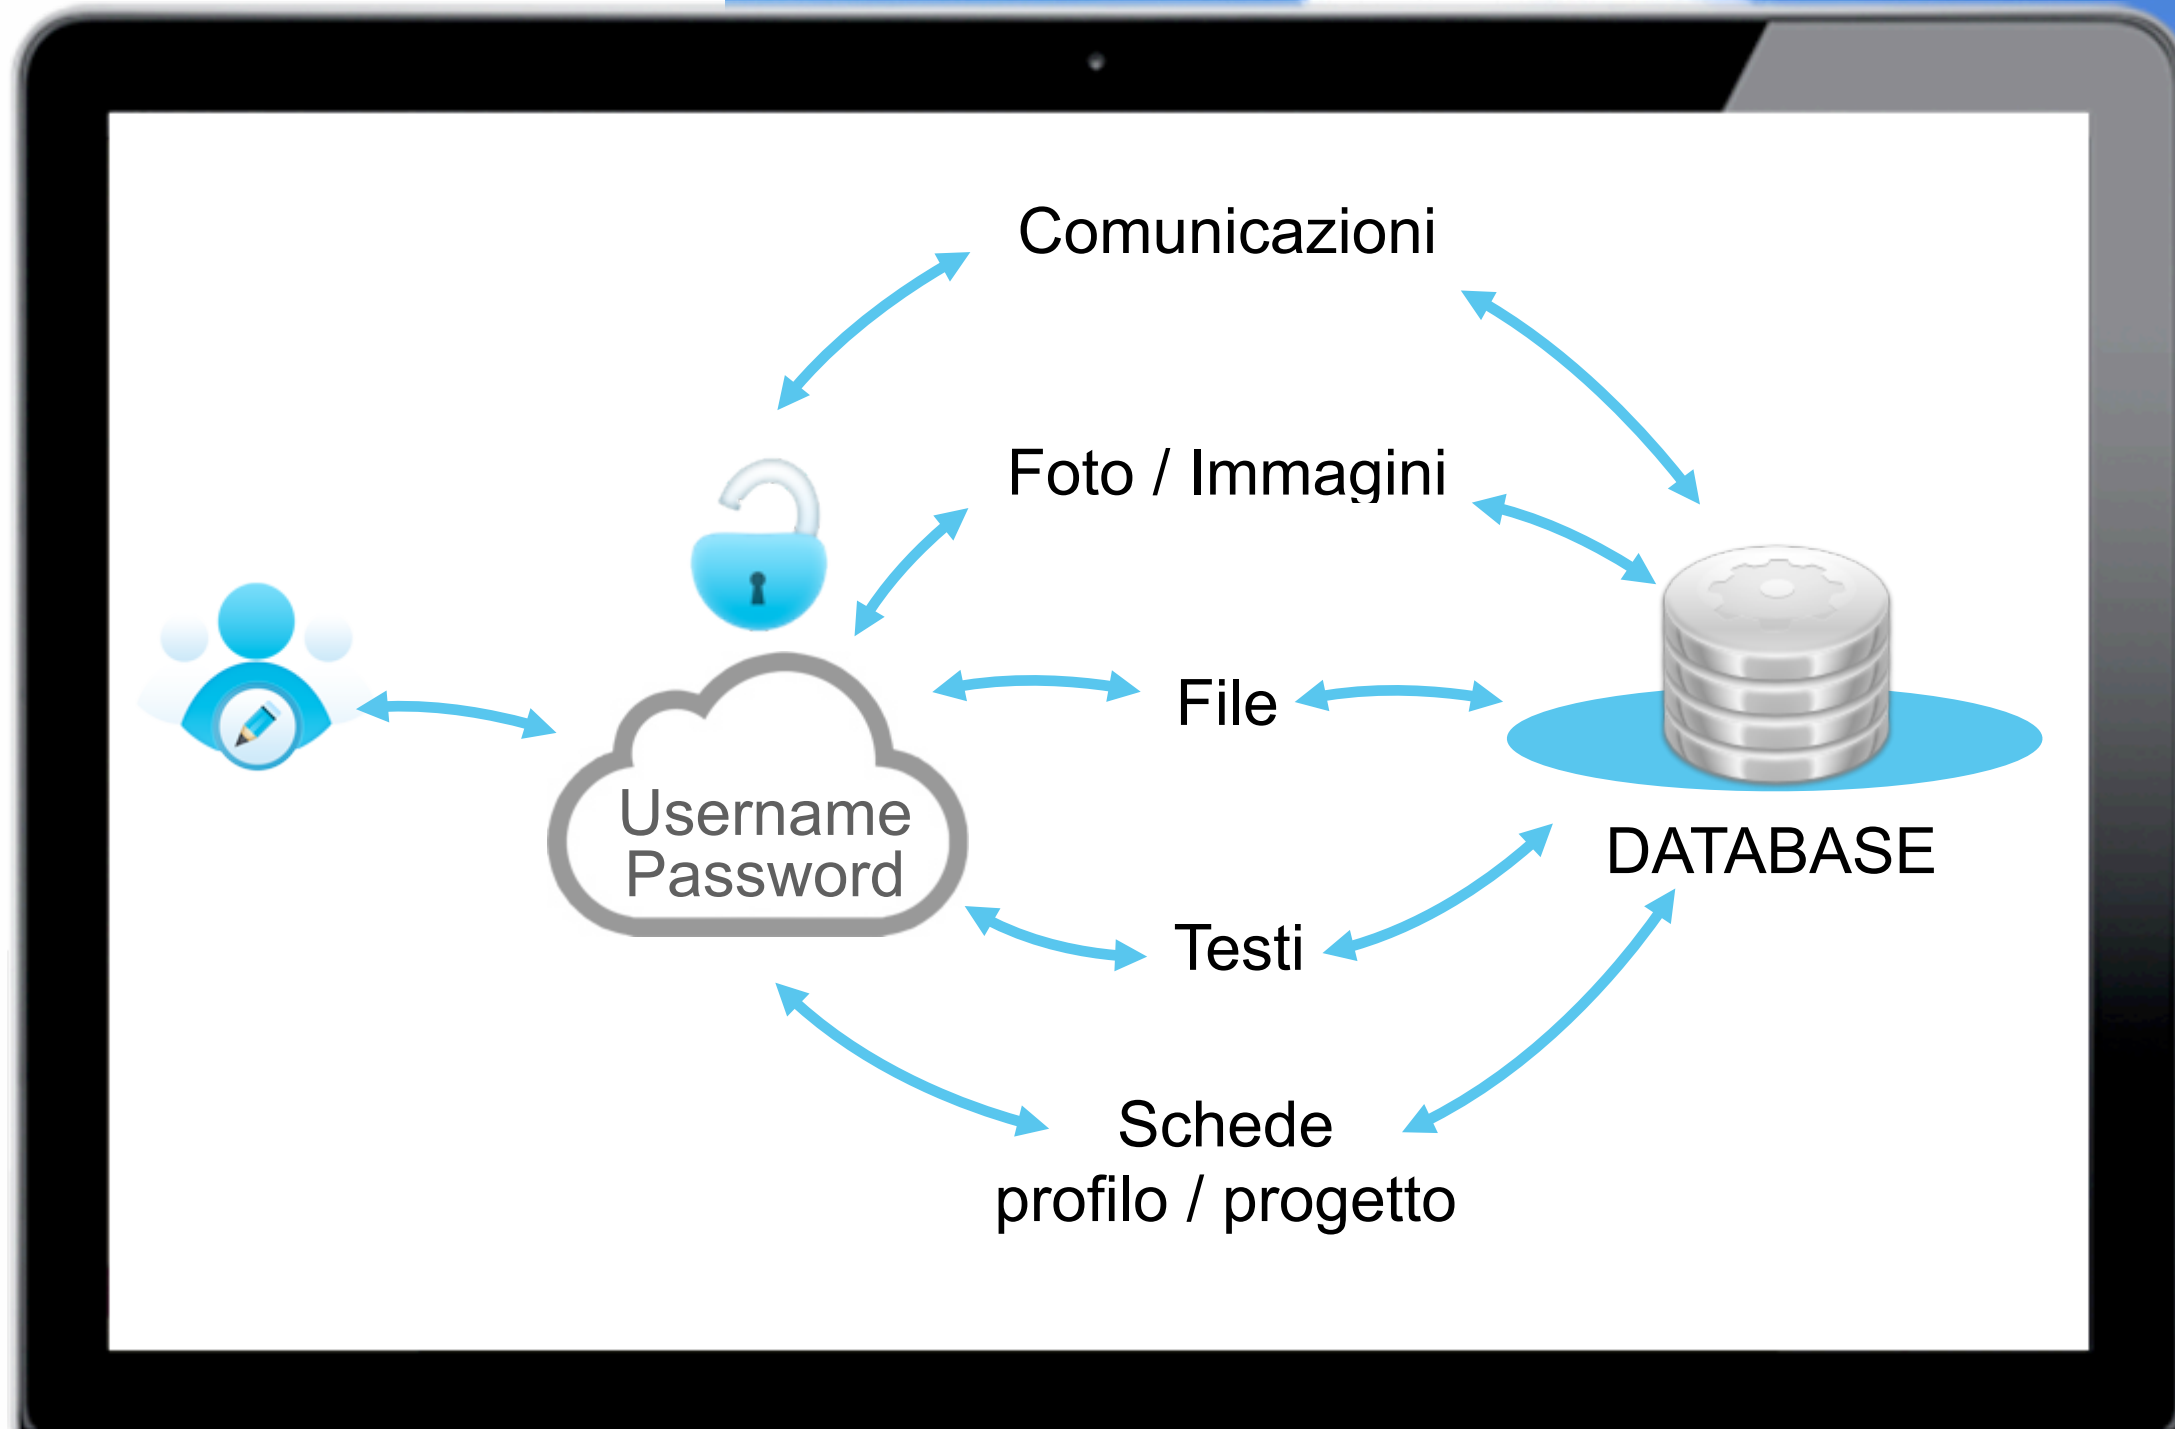 Comunicazioni
Foto / Immagini
File
Username
Password
DATABASE
Testi
Schede
profilo / progetto